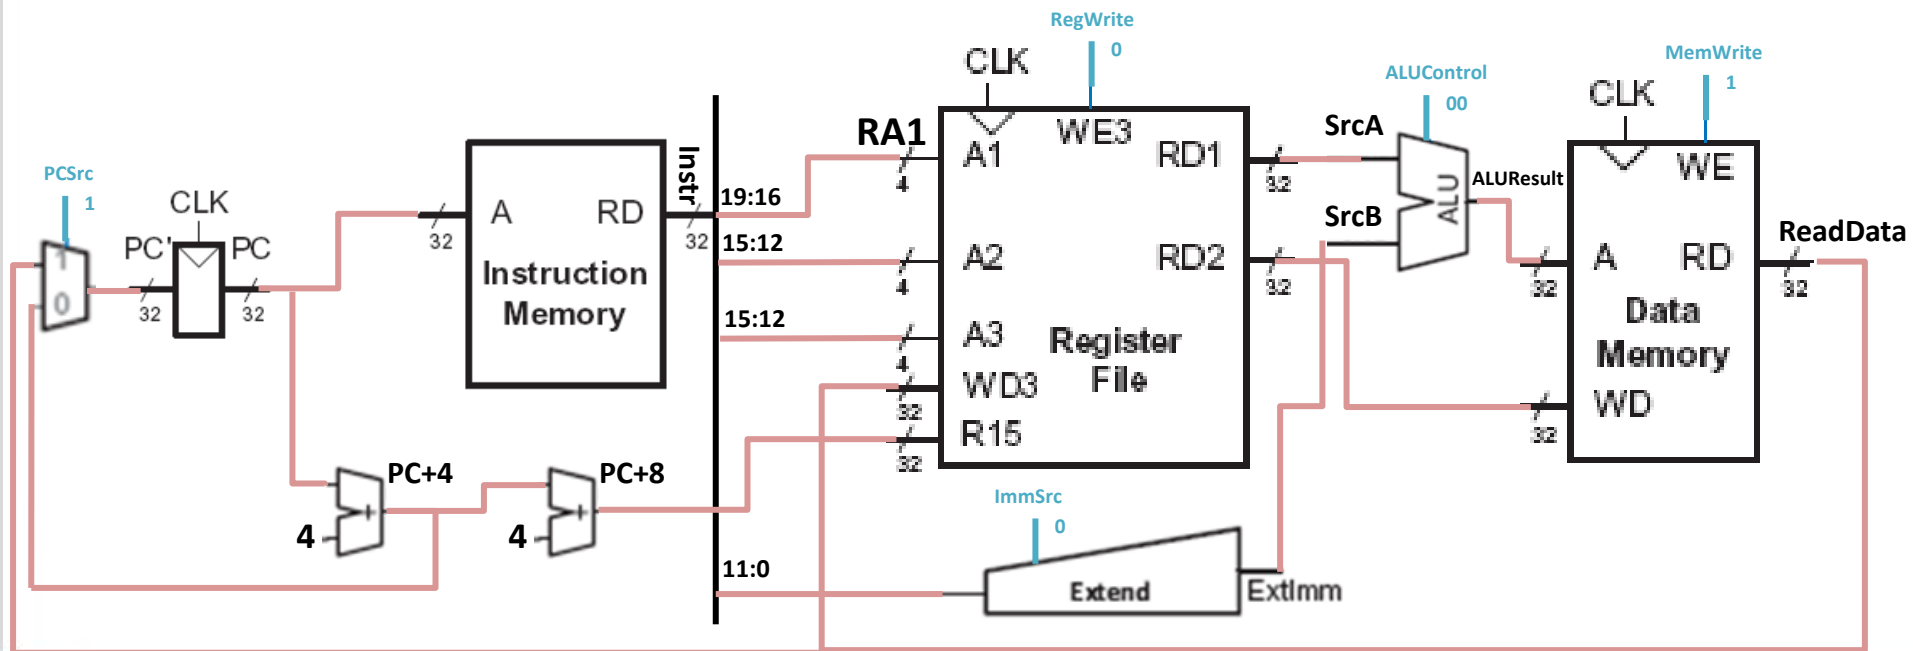 RegWrite
0
CLK
ALUControl
00
MemWrite
1
CLK
PCSrc
1
CLK
PC'
PC
32
32
1
0
A
RD
32
32
Instruction
Memory
Instr
19:16
15:12
15:12
11:0
RA1
4
4
4
32
32
A1
A2
A3
WD3
R15
WE3
RD1
RD2
32
32
Register
File
SrcA
SrcB
ALU
ALUResult
32
32
A
WD
WE
RD
32
Data
Memory
ReadData
PC+4
4
+
PC+8
4
+
ImmSrc
0
Extend
ExtImm